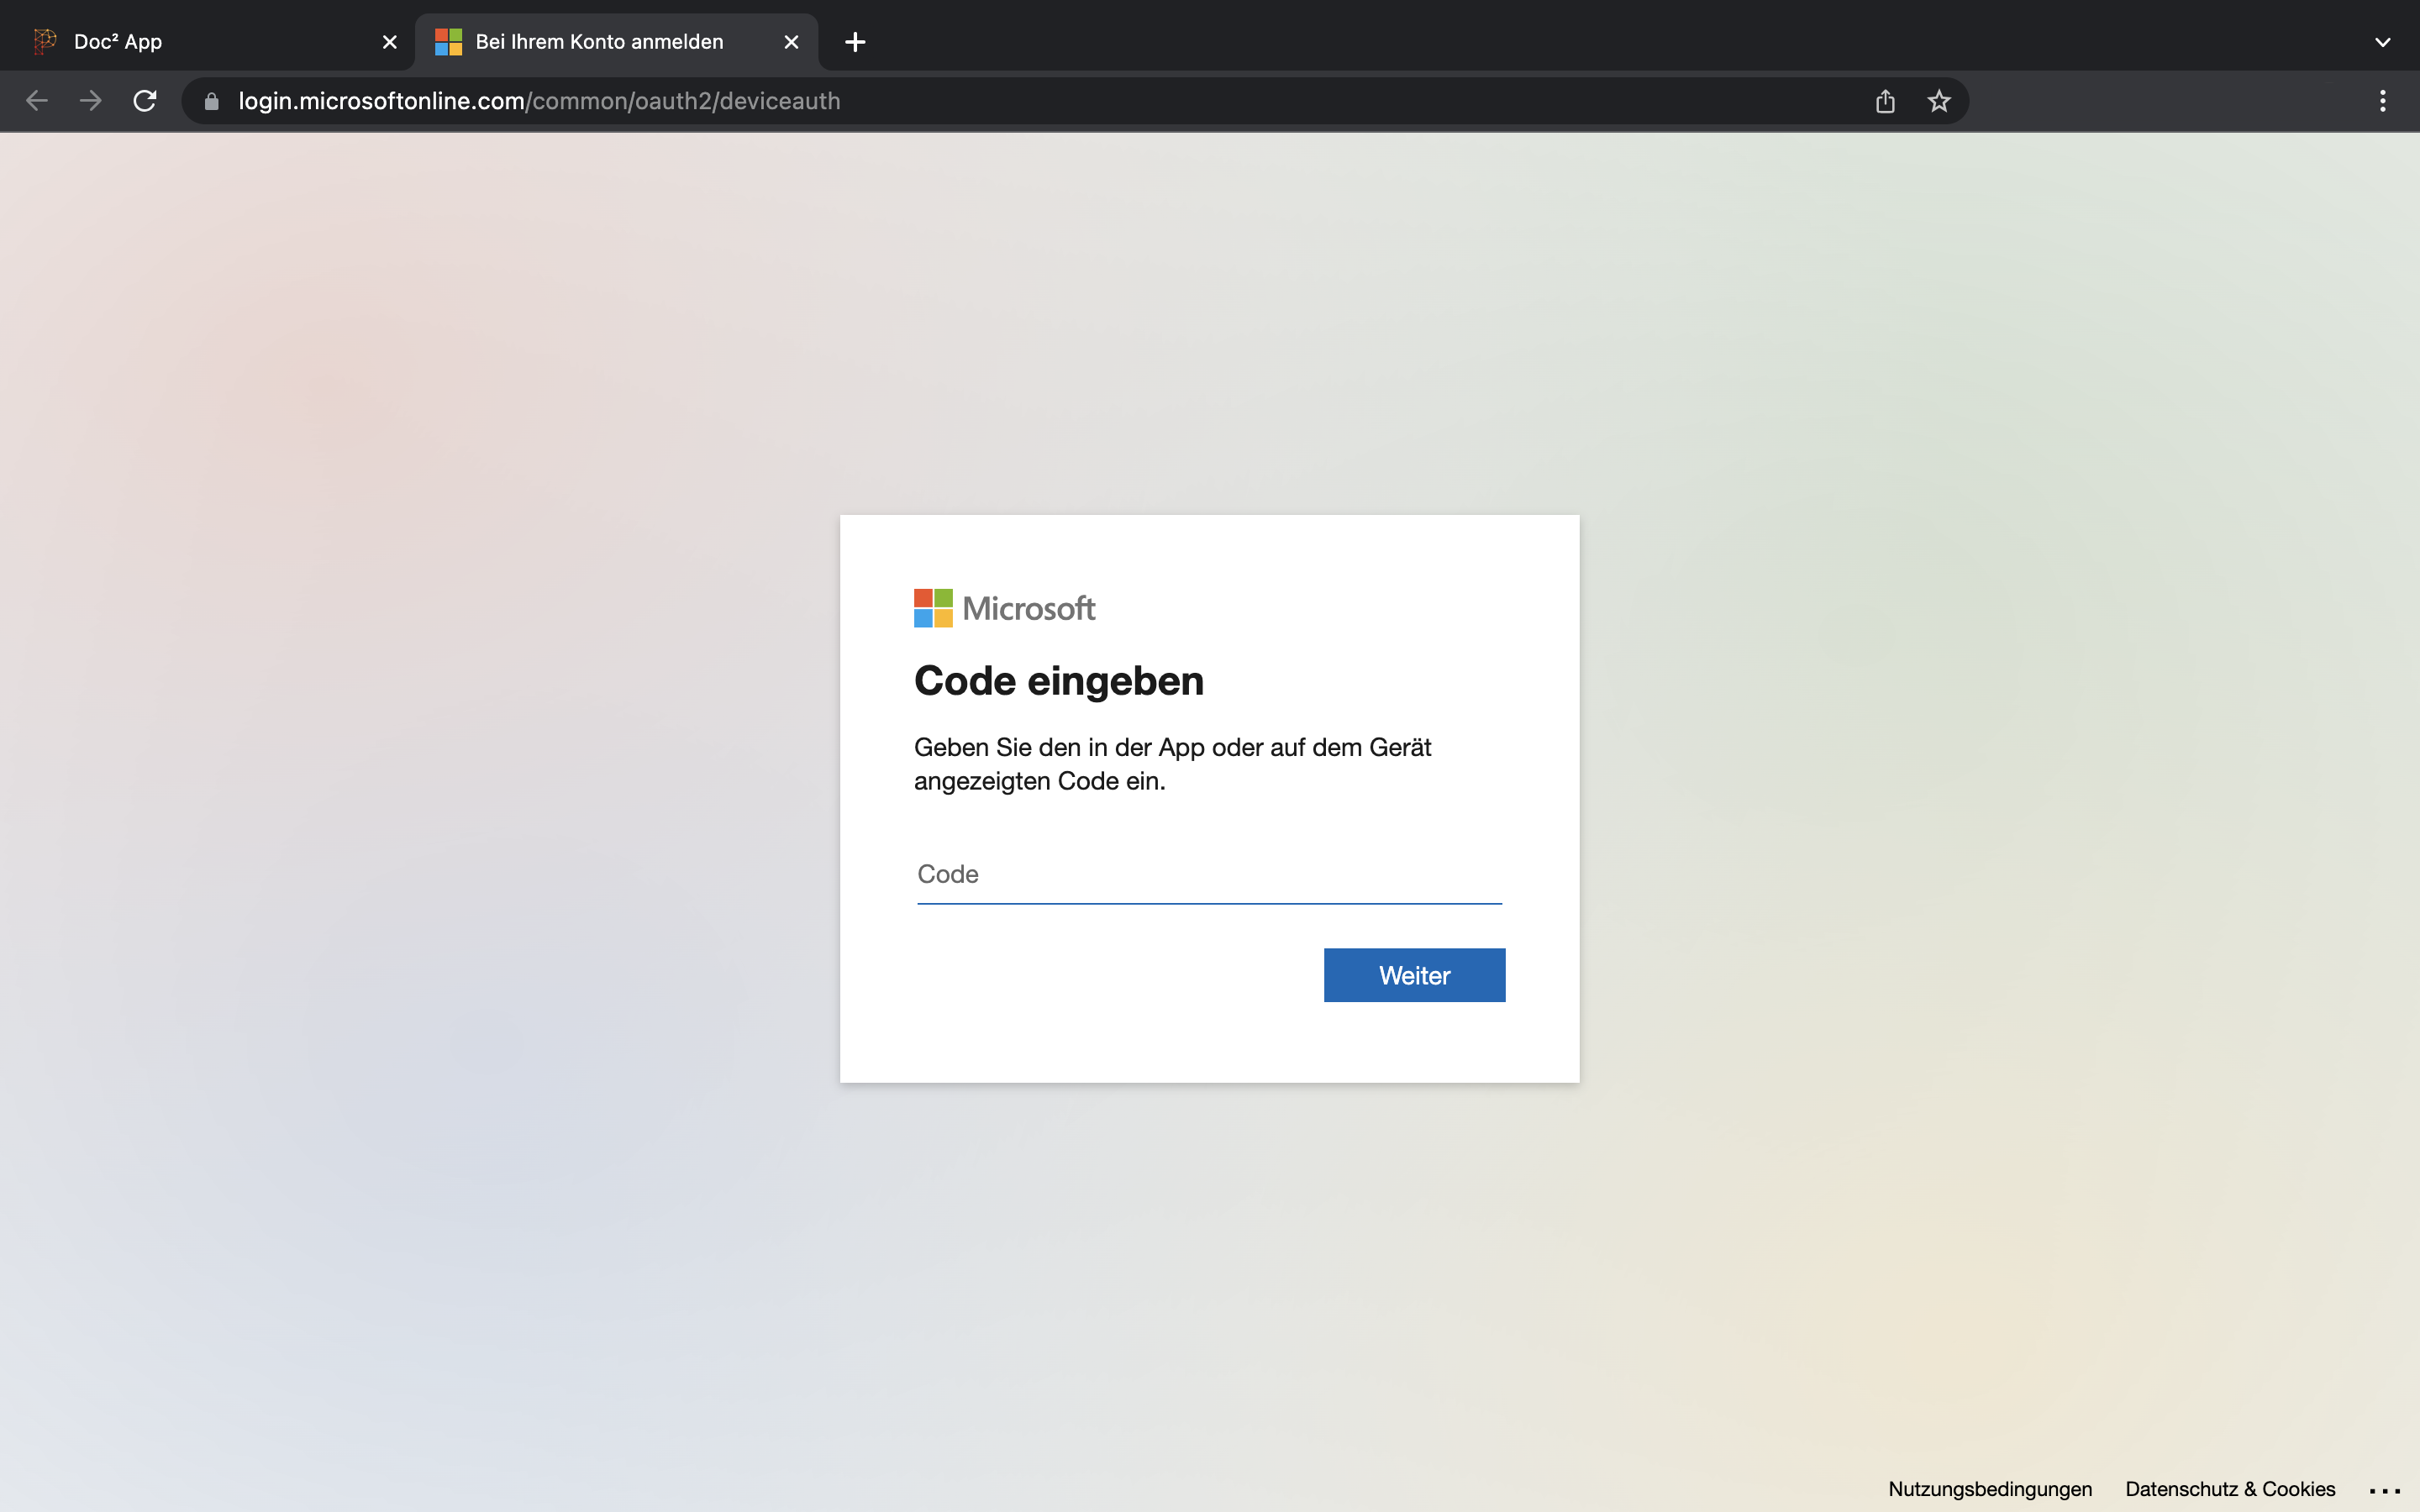 Doc² App
Bei Ihrem Konto anmelden
login.microsoftonline.com/common/oauth2/deviceauth
Microsoft
Code eingeben
Geben Sie den in der App oder auf dem Gerät
angezeigten Code ein.
Code
Weiter
Nutzungsbedingungen Datenschutz & Cookies